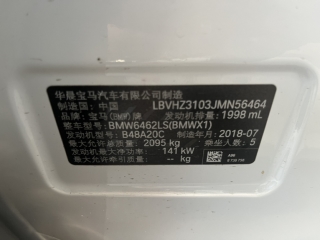 华晨宝马汽车有限公司制造
制造国：中国 LBVHZ3103JMN56464
品牌：宝马(BMW)牌 发动机排量：1998 mL
整车型号：BMW6462LS(BMWX1)
发动机型号：B48A20C 制造年月：2018-07
最大允许总质量：2095 kg 乘坐人数：5
发动机最大净功率：141 kW
最大允许牵引质量：-- kg